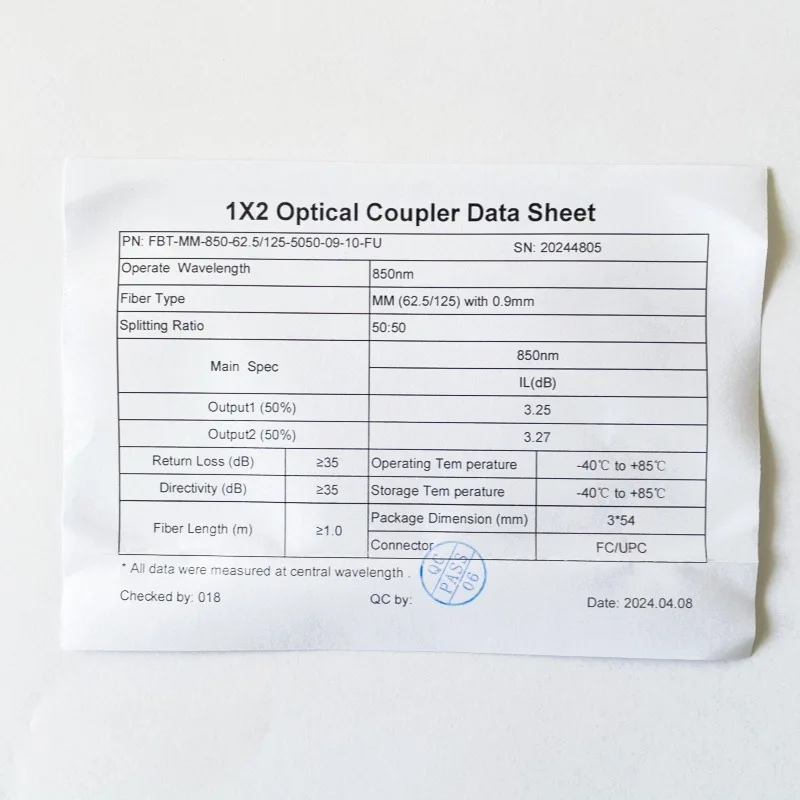 1X2 Optical Coupler Data Sheet
PN: FBT-MM-850-62.5/125-5050-09-10-FU SN: 20244805
Operate Wavelength 850nm
Fiber Type MM (62.5/125) with 0.9mm
Splitting Ratio 50:50
Main Spec 850nm
IL(dB)
Output1 (50%) 3.25
Output2 (50%) 3.27
Return Loss (dB) ≥35 Operating Tem perature -40℃ to +85℃
Directivity (dB) ≥35 Storage Tem perature -40℃ to +85℃
Fiber Length (m) ≥1.0 Package Dimension (mm) 3*54
Connector FC/UPC
* All data were measured at central wavelength .
Checked by: 018 QC by: Date: 2024.04.08
QC
PASS
06